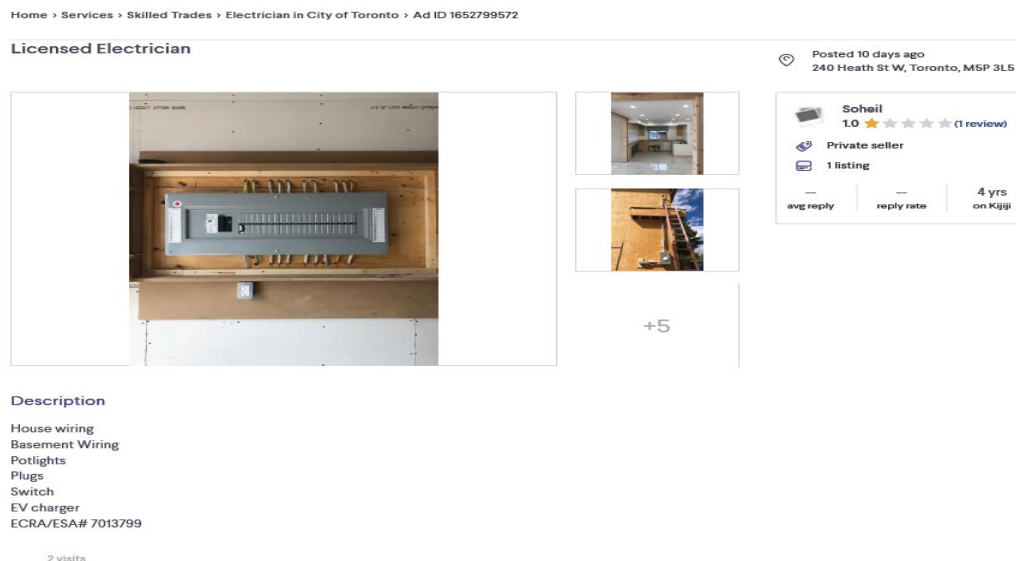 Home > Services > Skilled Trades > Electrician in City of Toronto > Ad ID 1652799572
Licensed Electrician
Posted 10 days ago
240 Heath St W, Toronto, M5P 3L5
Soheil
1.0 (1 review)
Private seller
1 listing
— — 4 yrs
avg reply reply rate on Kijiji
+5
Description
House wiring
Basement Wiring
Potlights
Plugs
Switch
EV charger
ECRA/ESA# 7013799
2 visits